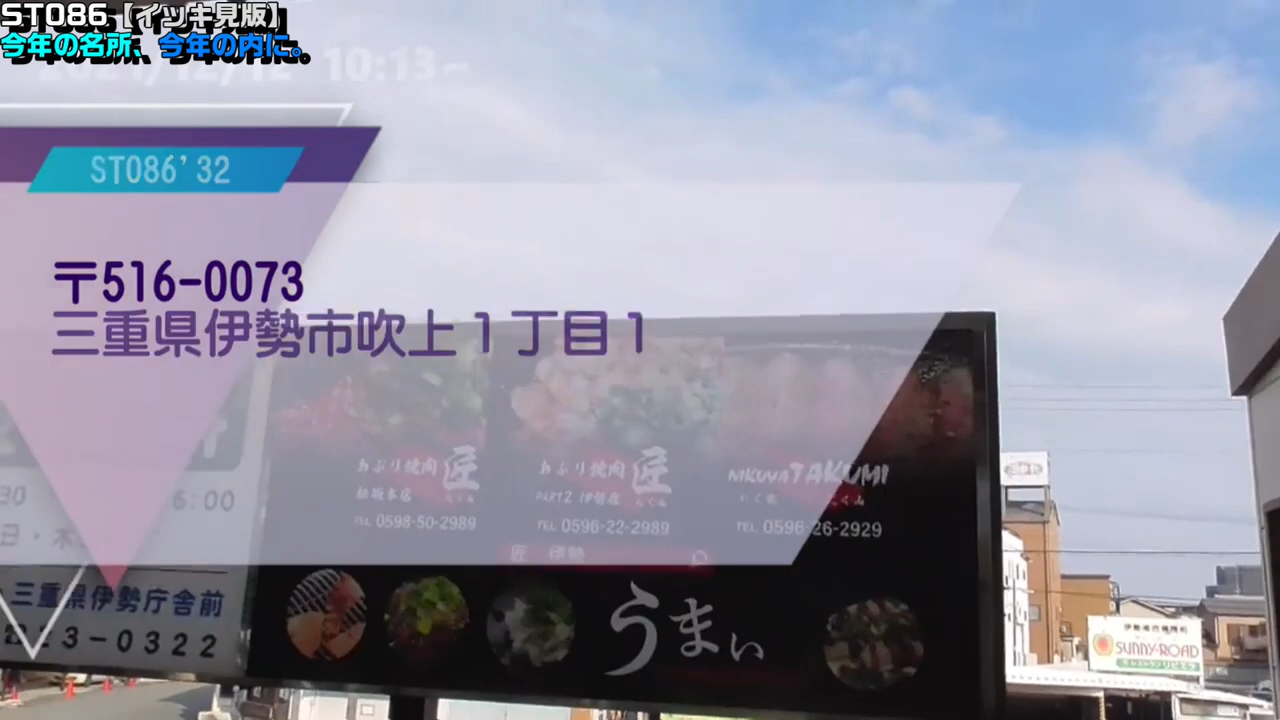 ST086【イツキ見版】
今年の名所、今年の内に。
10:13~
ST086'32
〒516-0073
三重県伊勢市吹上１丁目１
あぶり焼肉 匠
松阪本店
TEL 0598-50-2989
あぶり焼肉 匠
PART2 伊勢店
TEL 0596-22-2989
NIKUYA TAKUMI
TEL 0596-26-2929
匠 伊勢
うまい
6:00
三重県伊勢庁舎前
23-0322
SUNNY-ROAD